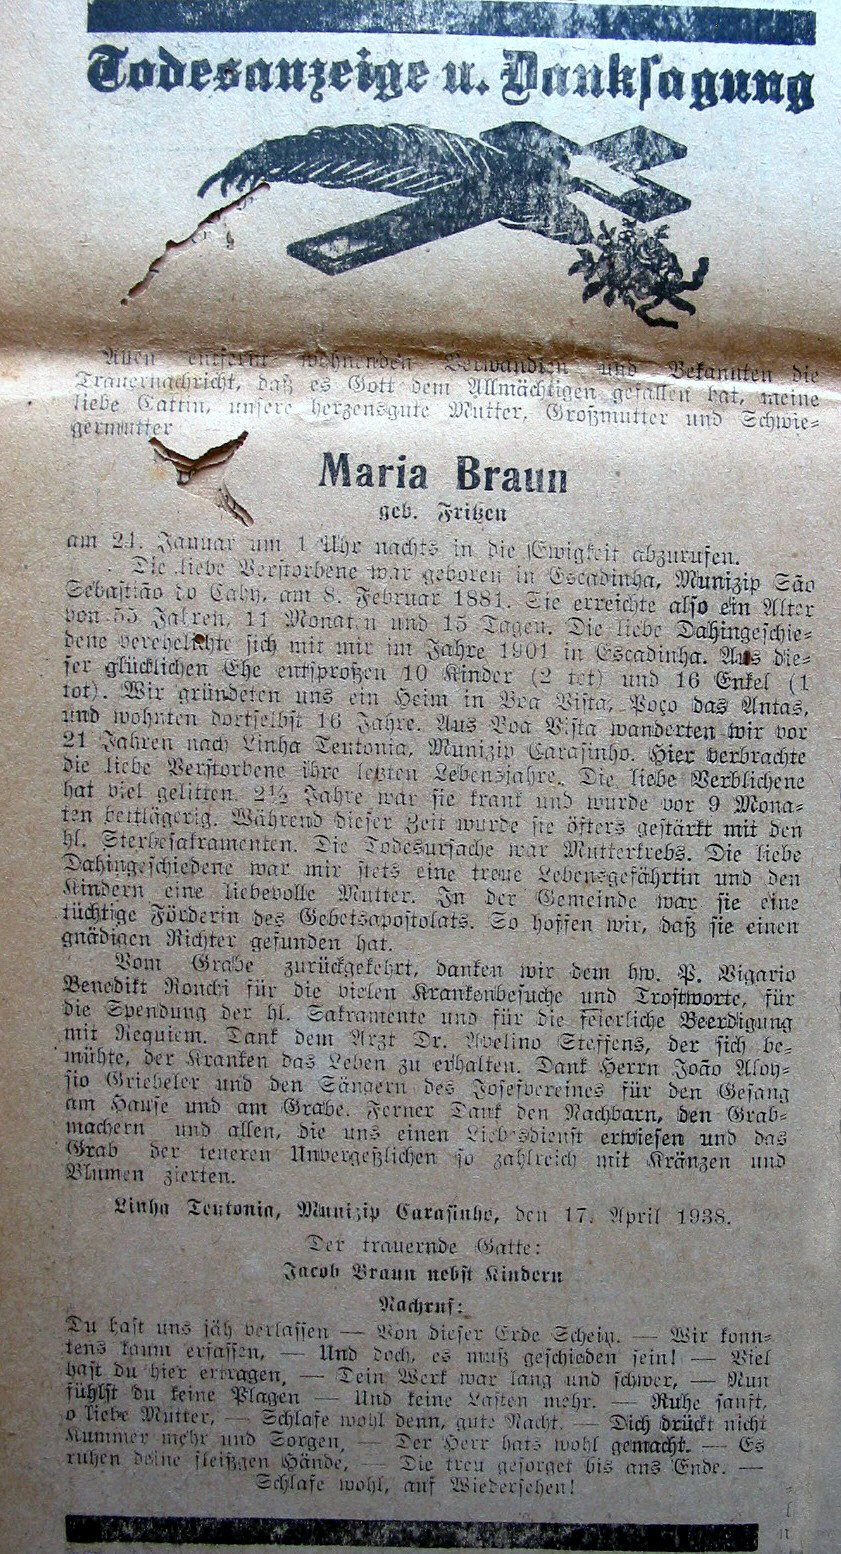 Todesanzeige u. Danksagung
Allen entfernt wohnenden Verwandten und Bekannten die
Trauernachricht, daß es Gott dem Allmächtigen gefallen hat, meine
liebe Gattin, unsere herzensgute Mutter, Großmutter und Schwie-
germutter
Maria Braun
geb. Fritzen
am 21. Januar um 1 Uhr nachts in die Ewigkeit abzurufen.
Die liebe Verstorbene war geboren in Escadinha, Munizip São
Sebastião do Cahy, am 8. Februar 1881. Sie erreichte also ein Alter
von 55 Jahren, 11 Monaten und 15 Tagen. Die liebe Dahingeschie-
dene verehelichte sich mit mir im Jahre 1901 in Escadinha. Aus die-
ser glücklichen Ehe entsproßen 10 Kinder (2 tot) und 16 Enkel (1
tot). Wir gründeten uns ein Heim in Boa Vista, Poço das Antas,
und wohnten dortselbst 16 Jahre. Aus Boa Vista wanderten wir vor
21 Jahren nach Linha Teutonia, Munizip Carasinho. Hier verbrachte
die liebe Verstorbene ihre letzten Lebensjahre. Die liebe Verblichene
hat viel gelitten. 2½ Jahre war sie krank und wurde vor 9 Mona-
ten bettlägerig. Während dieser Zeit wurde sie öfters gestärkt mit den
hl. Sterbesakramenten. Die Todesursache war Mutterkrebs. Die liebe
Dahingeschiedene war mir stets eine treue Lebensgefährtin und den
Kindern eine liebevolle Mutter. In der Gemeinde war sie eine
tüchtige Förderin des Gebetsapostolats. So hoffen wir, daß sie einen
gnädigen Richter gefunden hat.
Vom Grabe zurückgekehrt, danken wir dem hw. P. Vigario
Benedikt Ronchi für die vielen Krankenbesuche und Trostworte, für
die Spendung der hl. Sakramente und für die feierliche Beerdigung
mit Requiem. Dank dem Arzt Dr. Avelino Steffens, der sich be-
mühte, der Kranken das Leben zu erhalten. Dank Herrn João Aloy-
sio Griebeler und den Sängern des Josefvereines für den Gesang
am Hause und am Grabe. Ferner Dank den Nachbarn, den Grab-
machern und allen, die uns einen Liebesdienst erwiesen und das
Grab der teueren Unvergeßlichen so zahlreich mit Kränzen und
Blumen zierten.
Linha Teutonia, Munizip Carasinho, den 17. April 1938.
Der trauernde Gatte:
Jacob Braun nebst Kindern
Nachruf:
Du hast uns jäh verlassen — Von dieser Erde Schein. — Wir konn-
tens kaum erfassen, — Und doch, es muß geschieden sein! — Viel
hast du hier ertragen, — Dein Werk war lang und schwer, — Nun
fühlst du keine Plagen — Und keine Lasten mehr. — Ruhe sanft,
o liebe Mutter, — Schlafe wohl denn, gute Nacht. — Dich drückt nicht
Kummer mehr und Sorgen, — Der Herr hats wohl gemacht. — Es
ruhen deine fleißgen Hände, — Die treu gesorget bis ans Ende. —
Schlafe wohl, auf Wiedersehen!